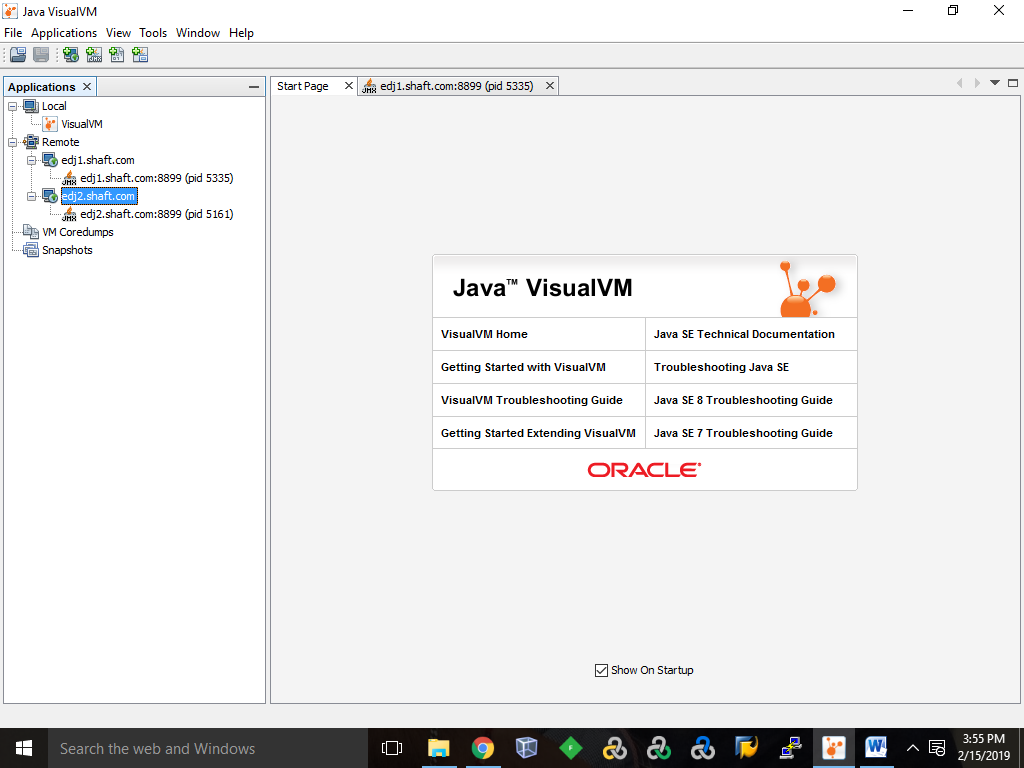 Java VisualVM
File Applications View Tools Window Help
Applications
Start Page
edj1.shaft.com:8899 (pid 5335)
Local
VisualVM
Remote
edj1.shaft.com
JMX edj1.shaft.com:8899 (pid 5335)
edj2.shaft.com
JMX edj2.shaft.com:8899 (pid 5161)
VM Coredumps
Snapshots
Java™ VisualVM
VisualVM Home
Java SE Technical Documentation
Getting Started with VisualVM
Troubleshooting Java SE
VisualVM Troubleshooting Guide
Java SE 8 Troubleshooting Guide
Getting Started Extending VisualVM
Java SE 7 Troubleshooting Guide
ORACLE
Show On Startup
Search the web and Windows
3:55 PM
2/15/2019